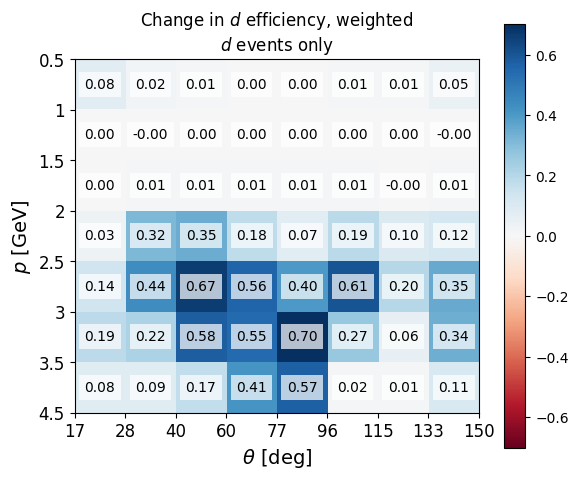 Change in d efficiency, weighted
d events only
0.5
0.08 0.02 0.01 0.00 0.00 0.01 0.01 0.05
1
0.00 -0.00 0.00 0.00 0.00 0.00 0.00 -0.00
1.5
0.00 0.01 0.01 0.01 0.01 0.01 -0.00 0.01
2
0.03 0.32 0.35 0.18 0.07 0.19 0.10 0.12
2.5
0.14 0.44 0.67 0.56 0.40 0.61 0.20 0.35
3
0.19 0.22 0.58 0.55 0.70 0.27 0.06 0.34
3.5
0.08 0.09 0.17 0.41 0.57 0.02 0.01 0.11
4.5
17 28 40 60 77 96 115 133 150
θ [deg]
p [GeV]
0.6
0.4
0.2
0.0
−0.2
−0.4
−0.6